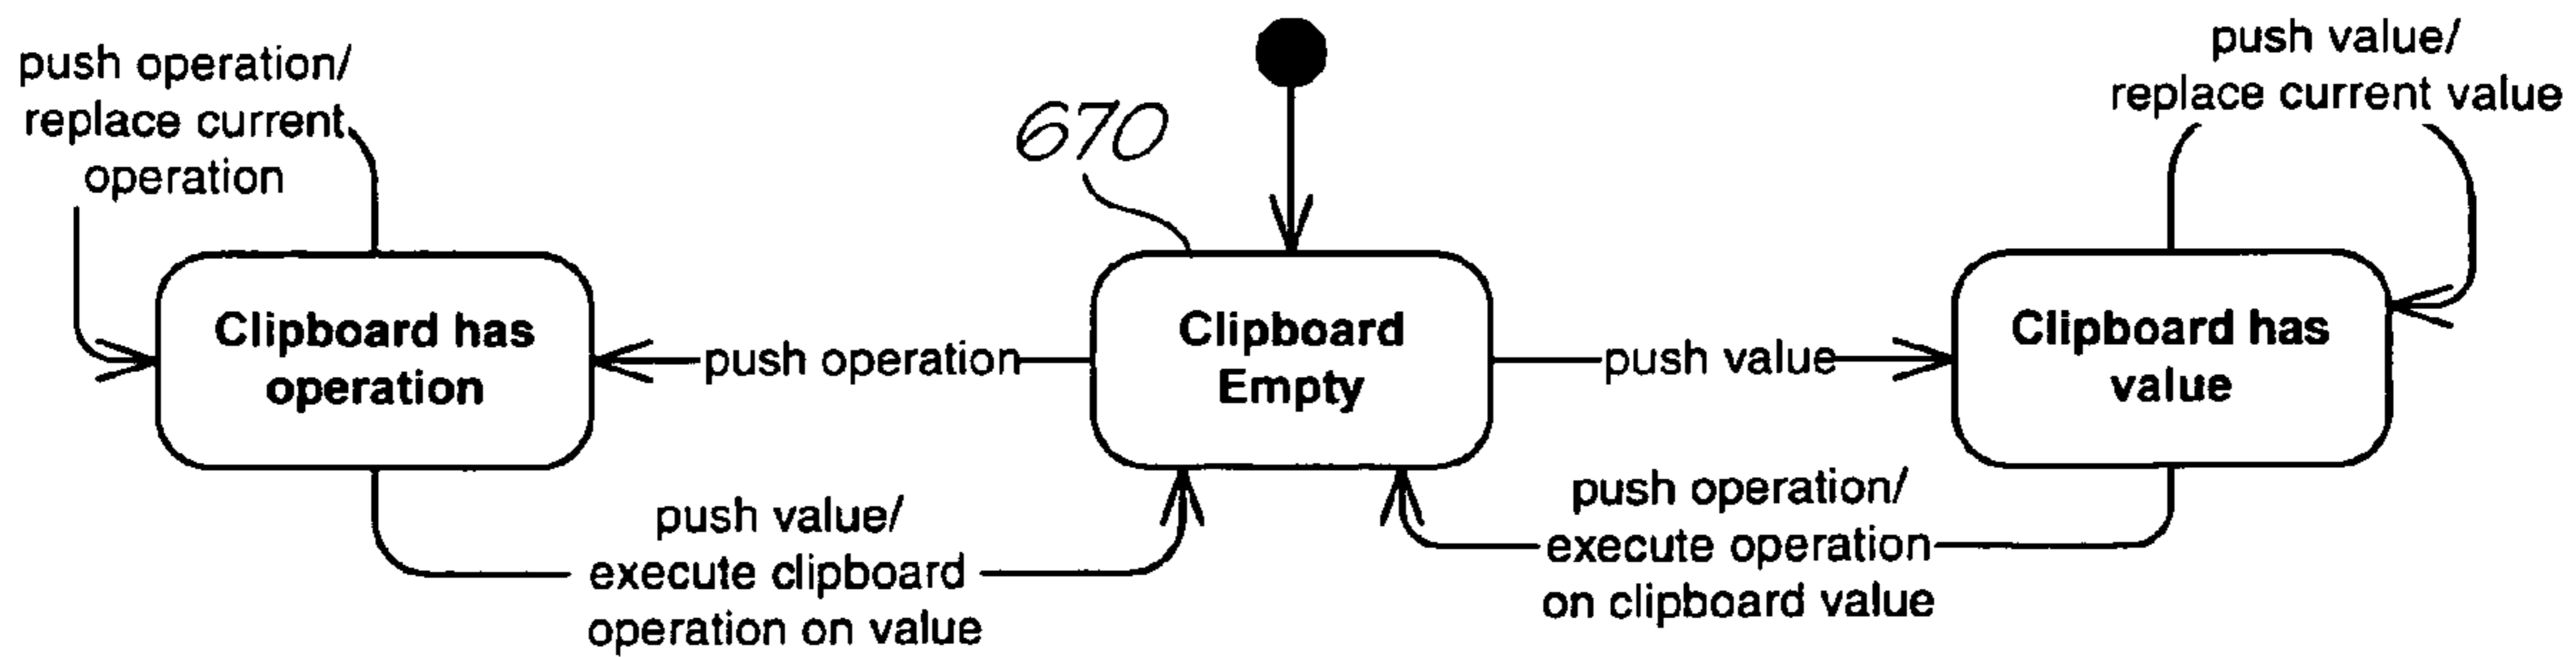 push operation/
replace current
operation
670
push value/
replace current value
Clipboard has
operation
push operation
Clipboard
Empty
push value
Clipboard has
value
push value/
execute clipboard
operation on value
push operation/
execute operation
on clipboard value